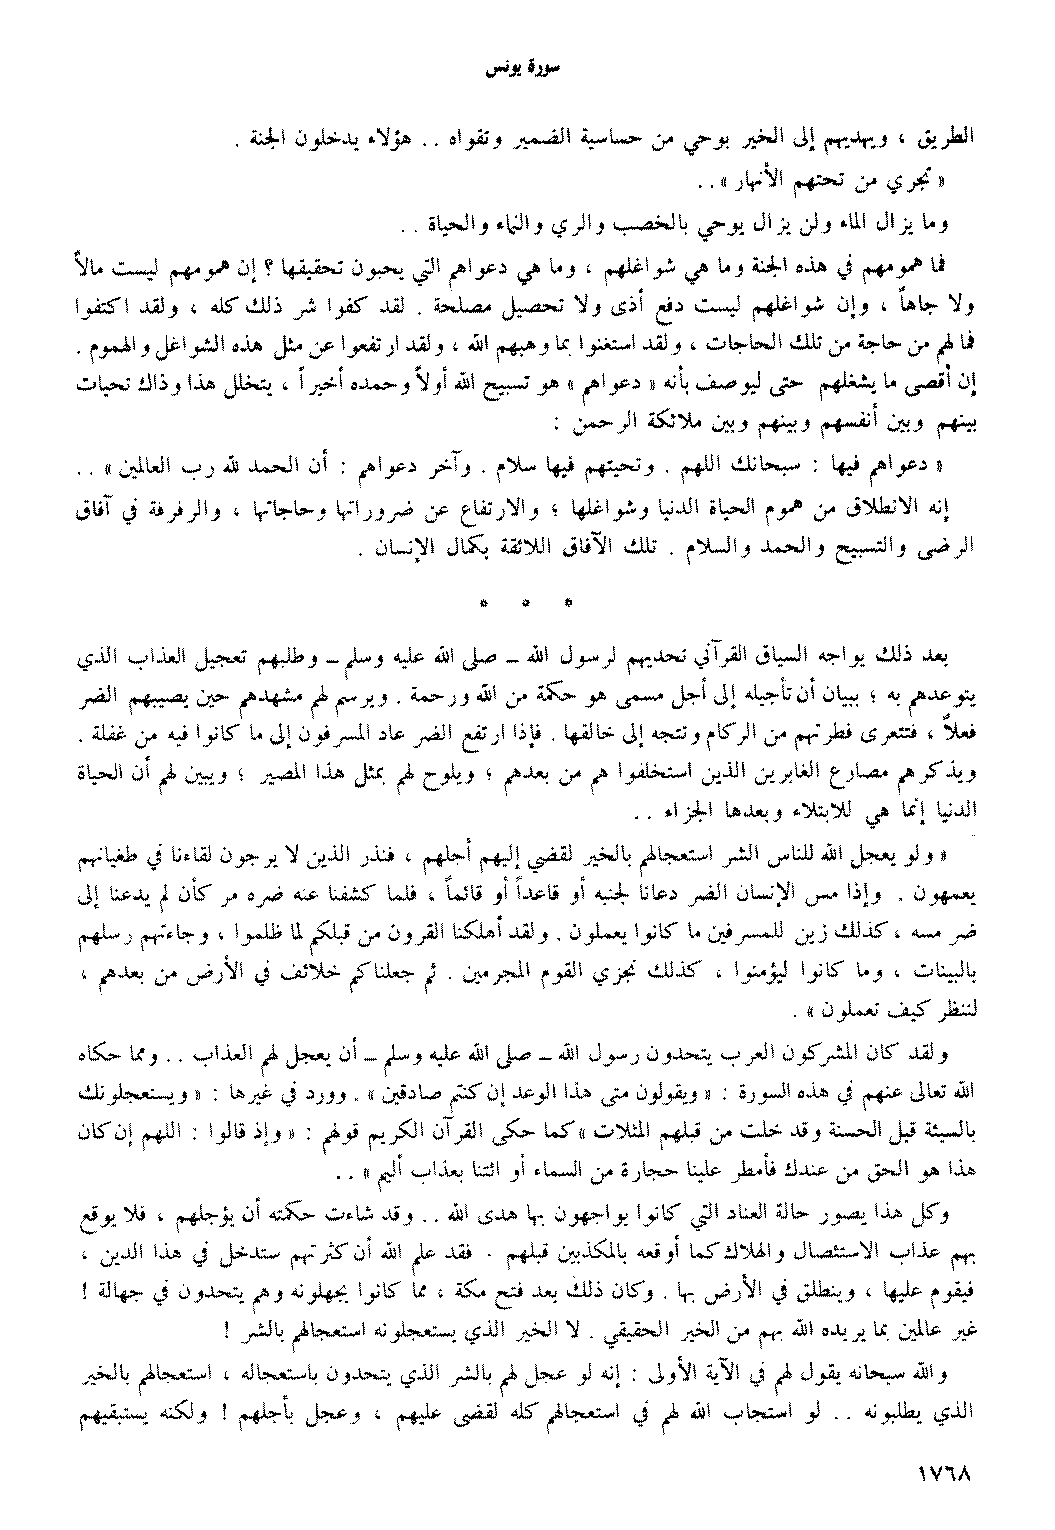 سورة يونس
الطريق ، ويهديهم إلى الخير بوحي من حساسية الضمير وتقواه .. هؤلاء يدخلون الجنة .
« تجري من تحتهم الأنهار » ..
وما يزال الماء ولن يزال يوحي بالخصب والري والنماء والحياة . .
فما همومهم في هذه الجنة وما هي شواغلهم ، وما هي دعواهم التي يحبون تحقيقها ؟ إن همومهم ليست مالاً
ولا جاهاً ، وإن شواغلهم ليست دفع أذى ولا تحصيل مصلحة . لقد كفوا شر ذلك كله ، ولقد اكتفوا
فما لهم من حاجة من تلك الحاجات ، ولقد استغنوا بما وهبهم الله ، ولقد ارتفعوا عن مثل هذه الشواغل والهموم .
إن أقصى ما يشغلهم حتى ليوصف بأنه « دعواهم » هو تسبيح الله أولاً وحمده أخيراً ، يتخلل هذا وذاك تحيات
بينهم وبين أنفسهم وبينهم وبين ملائكة الرحمن :
« دعواهم فيها : سبحانك اللهم . وتحيتهم فيها سلام . وآخر دعواهم : أن الحمد لله رب العالمين » . .
إنه الانطلاق من هموم الحياة الدنيا وشواغلها ؛ والارتفاع عن ضروراتها وحاجاتها ، والرفرفة في آفاق
الرضى والتسبيح والحمد والسلام . تلك الآفاق اللائقة بكمال الإنسان .
* * *
بعد ذلك يواجه السياق القرآني تحديهم لرسول الله – صلى الله عليه وسلم – وطلبهم تعجيل العذاب الذي
يتوعدهم به ؛ ببيان أن تأجيله إلى أجل مسمى هو حكمة من الله ورحمة . ويرسم لهم مشهدهم حين يصيبهم الضر
فعلاً ، فتتعرى فطرتهم من الركام وتتجه إلى خالقها . فإذا ارتفع الضر عاد المسرفون إلى ما كانوا فيه من غفلة .
ويذكرهم مصارع الغابرين الذين استخلفوا هم من بعدهم ؛ ويلوح لهم بمثل هذا المصير ؛ ويبين لهم أن الحياة
الدنيا إنما هي للابتلاء وبعدها الجزاء ..
« ولو يعجل الله للناس الشر استعجالهم بالخير لقضي إليهم أجلهم ، فنذر الذين لا يرجون لقاءنا في طغيانهم
يعمهون . وإذا مس الإنسان الضر دعانا لجنبه أو قاعداً أو قائماً ، فلما كشفنا عنه ضره مر كأن لم يدعنا إلى
ضر مسه ، كذلك زين للمسرفين ما كانوا يعملون . ولقد أهلكنا القرون من قبلكم لما ظلموا ، وجاءتهم رسلهم
بالبينات ، وما كانوا ليؤمنوا ، كذلك نجزي القوم المجرمين . ثم جعلناكم خلائف في الأرض من بعدهم ،
لننظر كيف تعملون » .
ولقد كان المشركون العرب يتحدون رسول الله – صلى الله عليه وسلم – أن يعجل لهم العذاب .. ومما حكاه
الله تعالى عنهم في هذه السورة : « ويقولون متى هذا الوعد إن كنتم صادقين » . وورد في غيرها : « ويستعجلونك
بالسيئة قبل الحسنة وقد خلت من قبلهم المثلات » كما حكى القرآن الكريم قولهم : « وإذ قالوا : اللهم إن كان
هذا هو الحق من عندك فأمطر علينا حجارة من السماء أو ائتنا بعذاب أليم » . .
وكل هذا يصور حالة العناد التي كانوا يواجهون بها هدى الله .. وقد شاءت حكمته أن يؤجلهم ، فلا يوقع
بهم عذاب الاستئصال والهلاك كما أوقعه بالمكذبين قبلهم . فقد علم الله أن كثرتهم ستدخل في هذا الدين ،
فيقوم عليها ، وينطلق في الأرض بها . وكان ذلك بعد فتح مكة ، مما كانوا يجهلونه وهم يتحدون في جهالة !
غير عالمين بما يريده الله بهم من الخير الحقيقي . لا الخير الذي يستعجلونه استعجالهم بالشر !
والله سبحانه يقول لهم في الآية الأولى : إنه لو عجل لهم بالشر الذي يتحدون باستعجاله ، استعجالهم بالخير
الذي يطلبونه .. لو استجاب الله لهم في استعجالهم كله لقضى عليهم ، وعجل بأجلهم ! ولكنه يستبقيهم
١٧٦٨